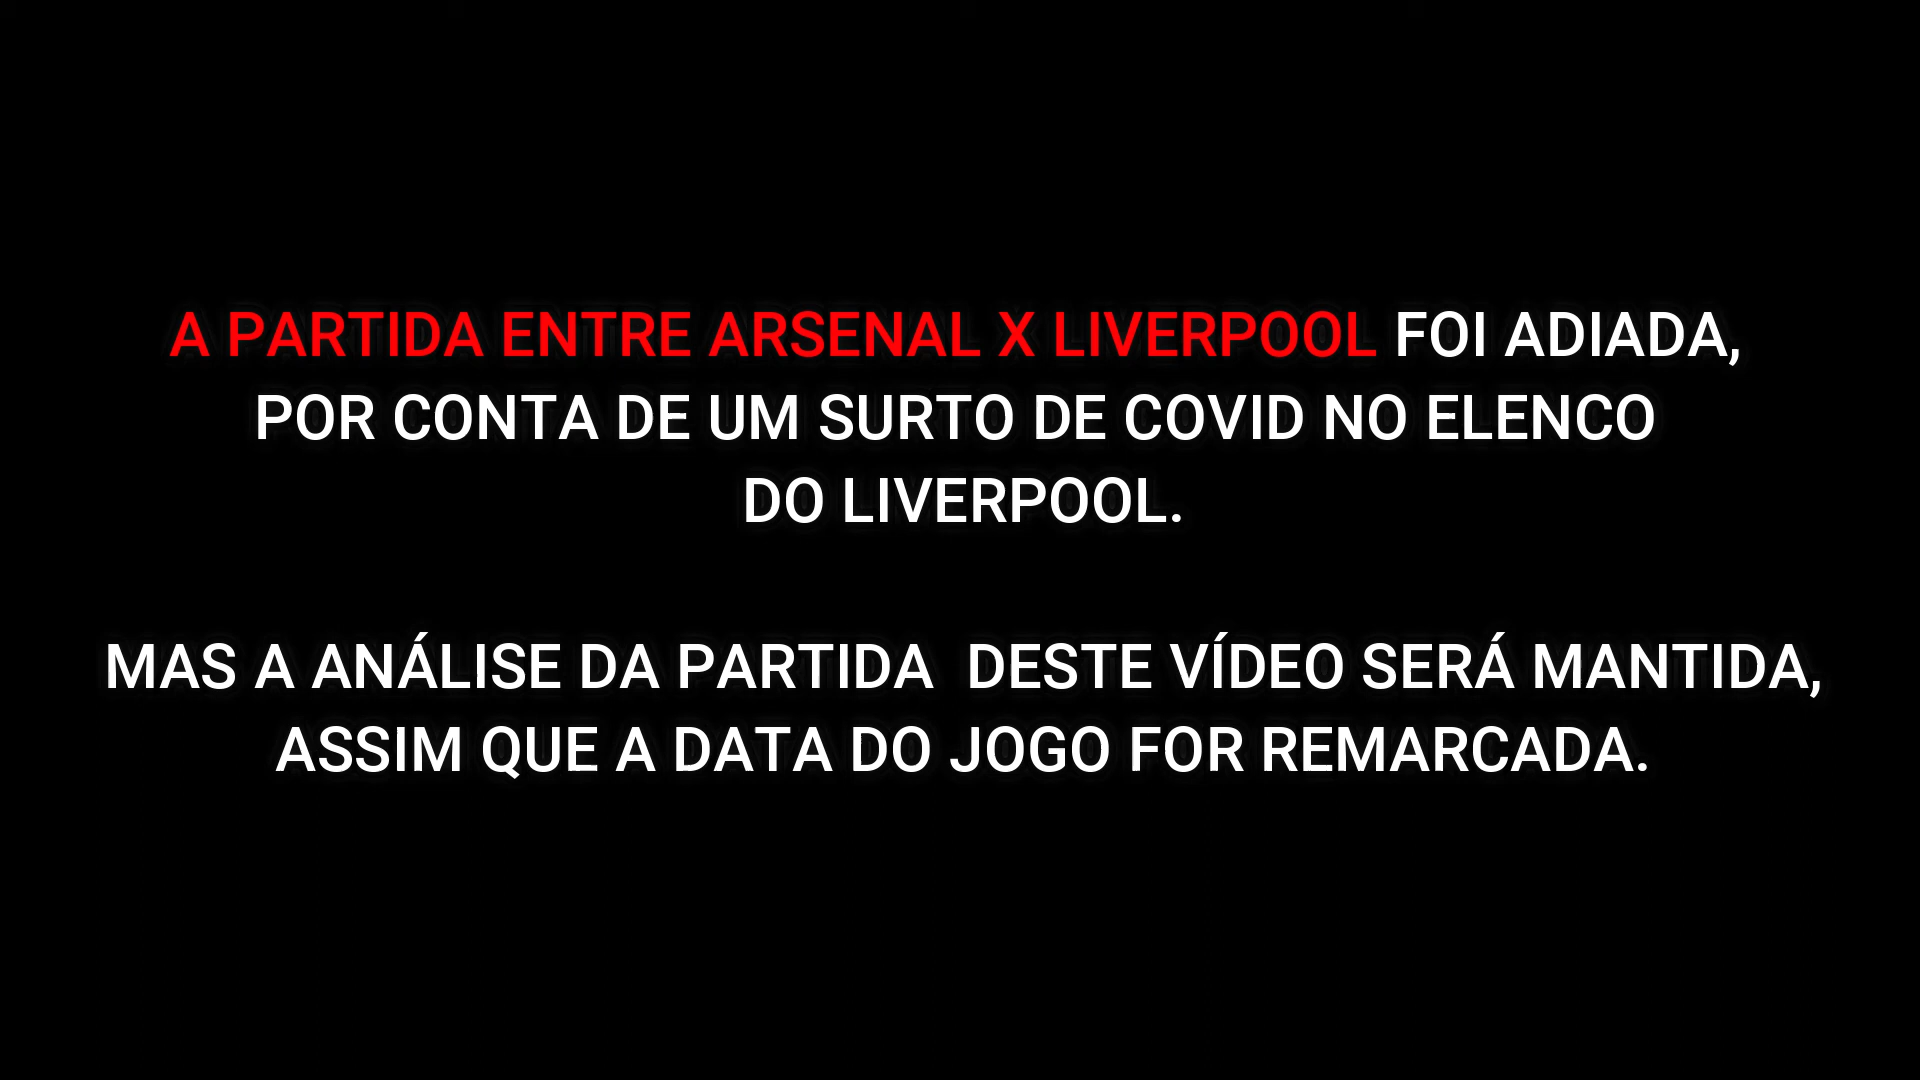 A PARTIDA ENTRE ARSENAL X LIVERPOOL FOI ADIADA,
POR CONTA DE UM SURTO DE COVID NO ELENCO
DO LIVERPOOL.
MAS A ANÁLISE DA PARTIDA  DESTE VÍDEO SERÁ MANTIDA,
ASSIM QUE A DATA DO JOGO FOR REMARCADA.